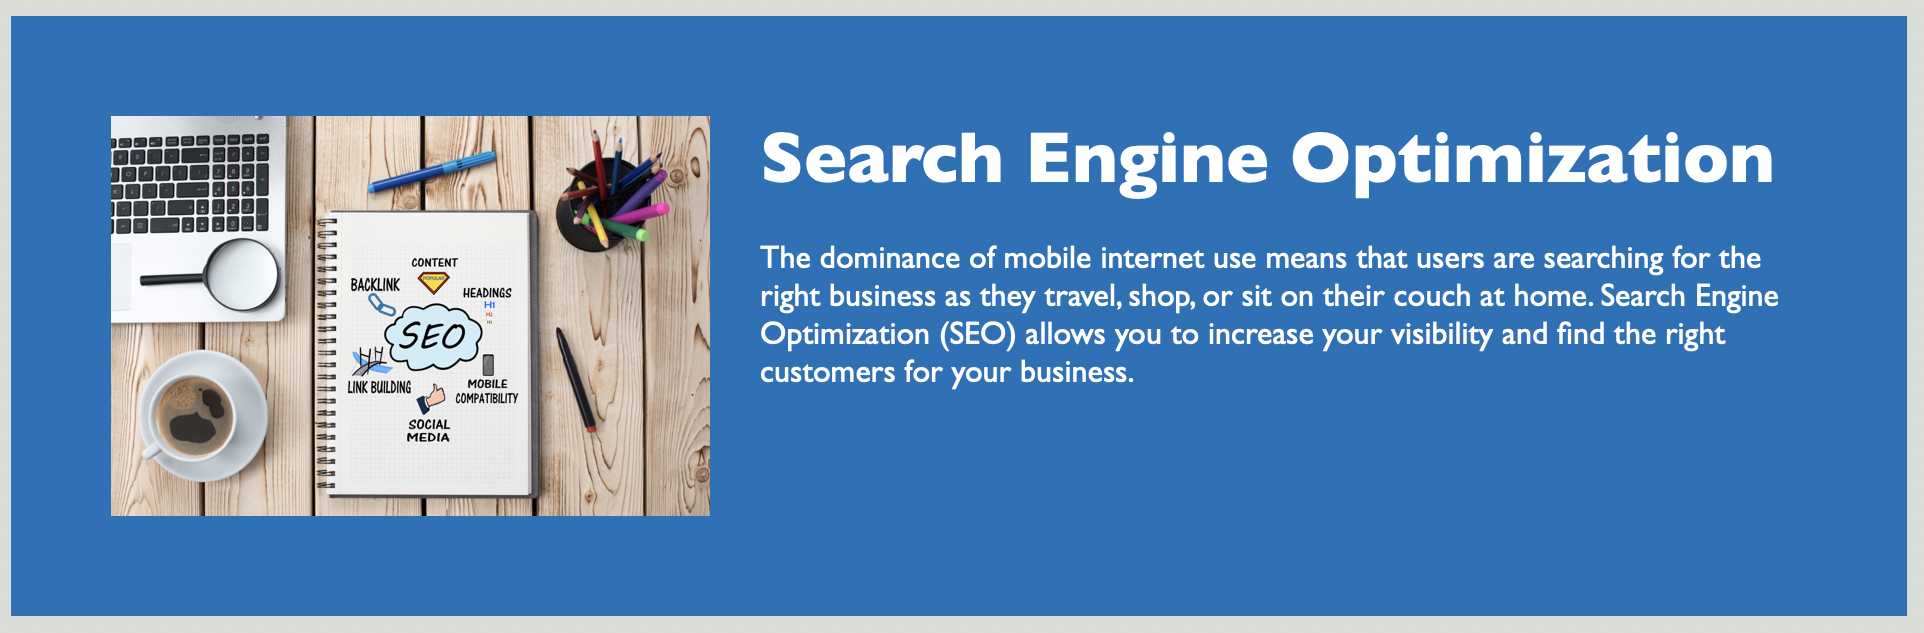 Search Engine Optimization
The dominance of mobile internet use means that users are searching for the
right business as they travel, shop, or sit on their couch at home. Search Engine
Optimization (SEO) allows you to increase your visibility and find the right
customers for your business.
CONTENT
POPULAR
BACKLINK
HEADINGS
H1
H2
H3
SEO
LINK BUILDING
MOBILE
COMPATIBILITY
SOCIAL
MEDIA